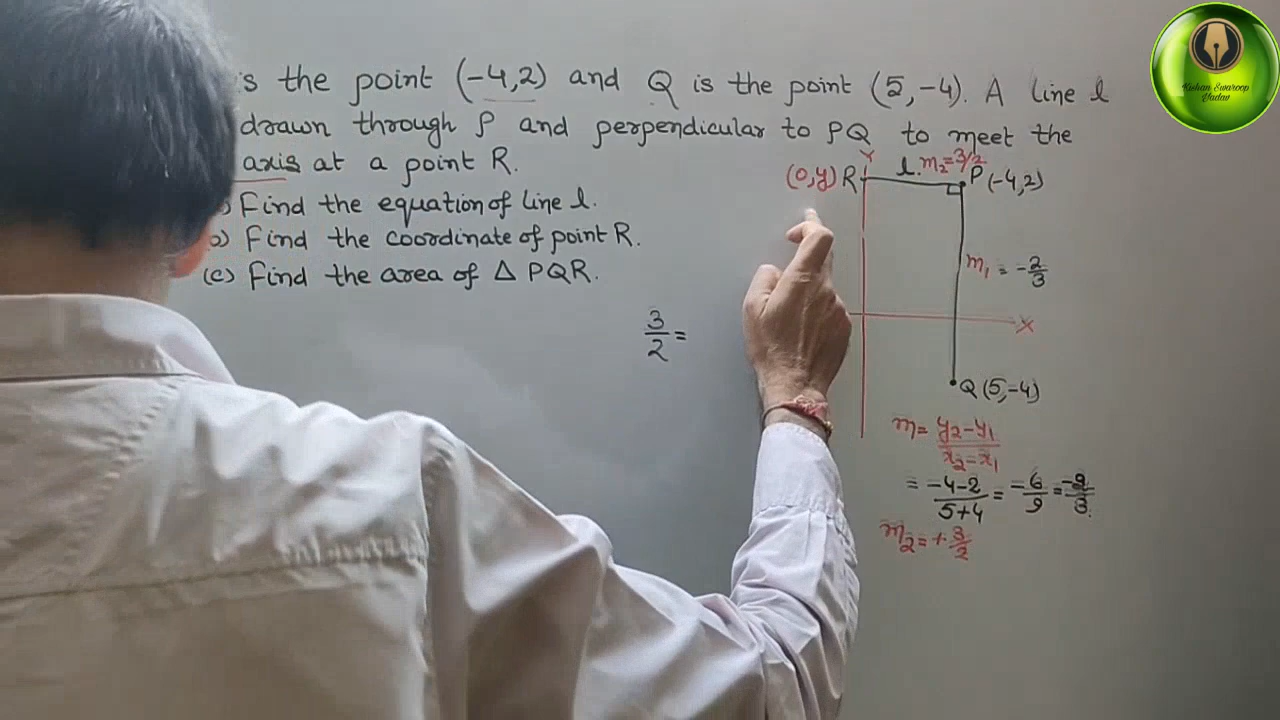 s the point (-4,2) and Q is the point (5,-4). A line l
drawn through P and perpendicular to PQ to meet the
axis at a point R.
) Find the equation of line l.
b) Find the coordinate of point R.
(c) Find the area of Δ PQR.
3/2 =
Y
(0,y) R
l. m₂=3/2
P (-4,2)
m₁ = -2/3
X
Q (5,-4)
m = y₂-y₁/x₂-x₁
= -4-2/5+4 = -6/9 = -2/3
m₂ = + 3/2
Kishan Swaroop
Yadav